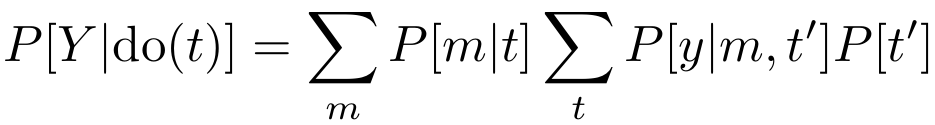 P[Y|do(t)] = ∑_m P[m|t] ∑_t P[y|m, t′]P[t′]